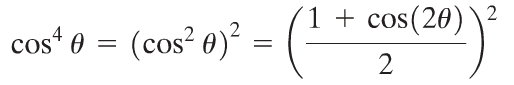 cos⁴ θ = (cos² θ)² = ((1 + cos(2θ))/2)²